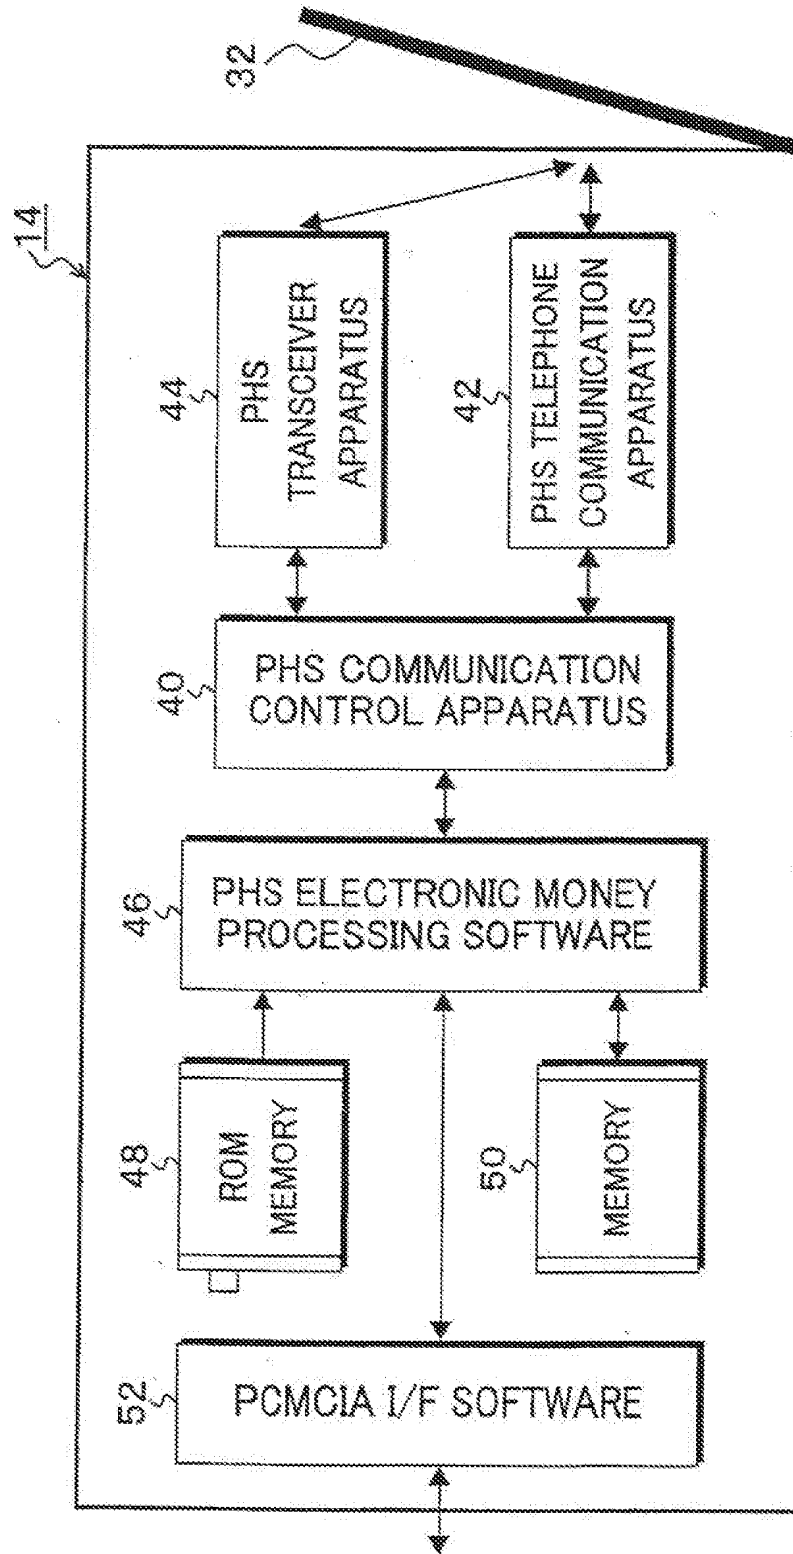 14
32
44
PHS
TRANSCEIVER
APPARATUS
42
PHS TELEPHONE
COMMUNICATION
APPARATUS
40
PHS COMMUNICATION
CONTROL APPARATUS
46
PHS ELECTRONIC MONEY
PROCESSING SOFTWARE
48
ROM
MEMORY
50
MEMORY
52
PCMCIA I/F SOFTWARE